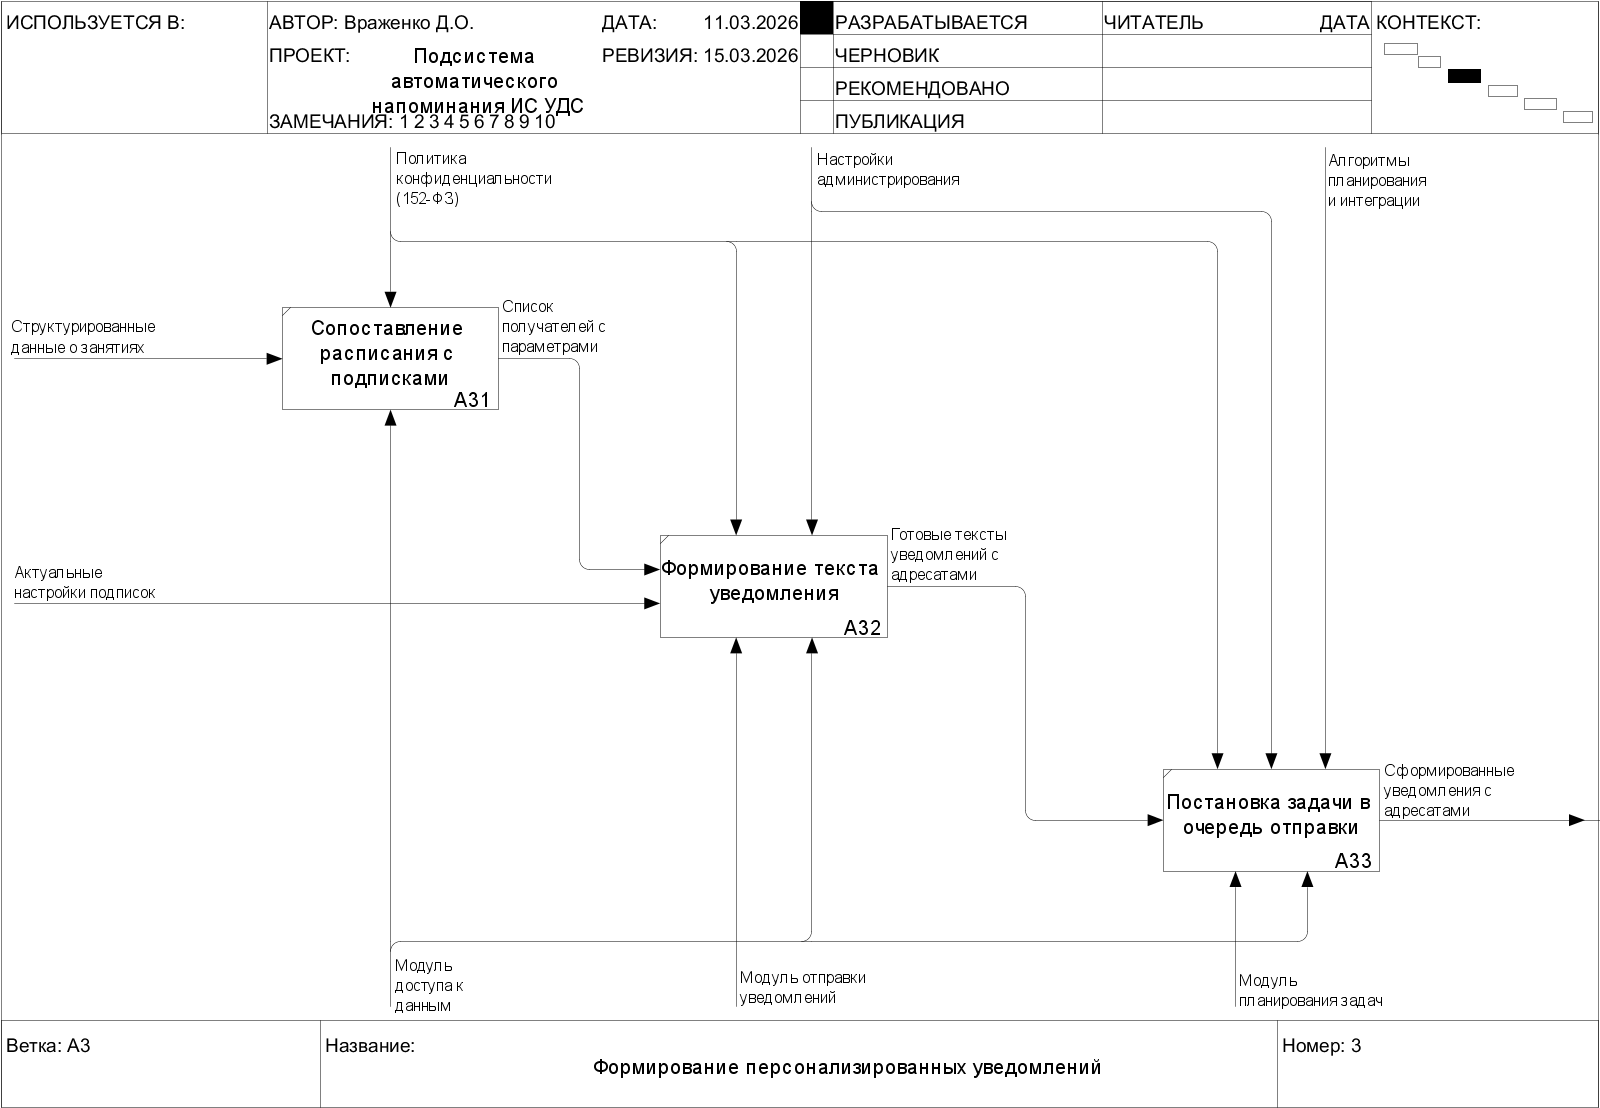 ИСПОЛЬЗУЕТСЯ В:
АВТОР: Враженко Д.О.
ДАТА: 11.03.2026
РАЗРАБАТЫВАЕТСЯ
ЧИТАТЕЛЬ
ДАТА
КОНТЕКСТ:
ПРОЕКТ:
Подсистема
автоматического
напоминания ИС УДС
РЕВИЗИЯ: 15.03.2026
ЧЕРНОВИК
РЕКОМЕНДОВАНО
ЗАМЕЧАНИЯ: 1 2 3 4 5 6 7 8 9 10
ПУБЛИКАЦИЯ
Политика
конфиденциальности
(152-ФЗ)
Настройки
администрирования
Алгоритмы
планирования
и интеграции
Структурированные
данные о занятиях
Сопоставление
расписания с
подписками
A31
Список
получателей с
параметрами
Актуальные
настройки подписок
Формирование текста
уведомления
A32
Готовые тексты
уведомлений с
адресатами
Постановка задачи в
очередь отправки
A33
Сформированные
уведомления с
адресатами
Модуль
доступа к
данным
Модуль отправки
уведомлений
Модуль
планирования задач
Ветка: A3
Название:
Формирование персонализированных уведомлений
Номер: 3